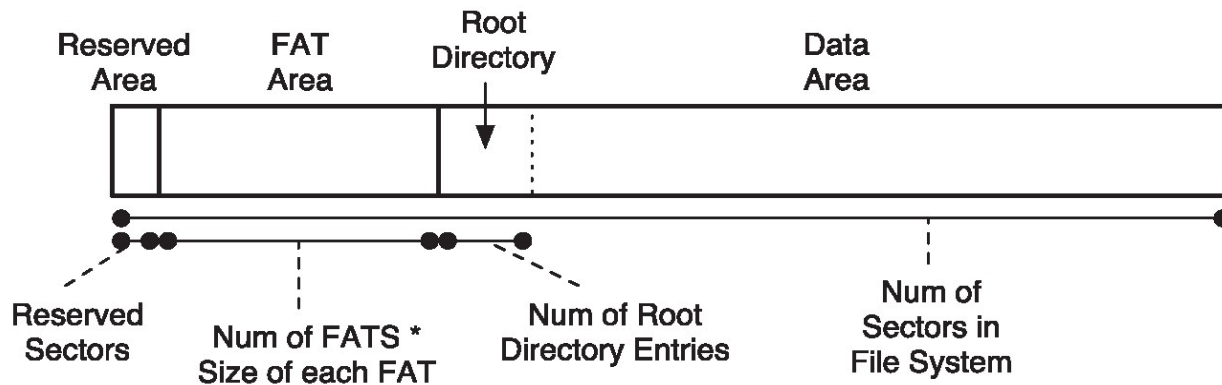 Reserved
Area
FAT
Area
Root
Directory
Data
Area
Reserved
Sectors
Num of FATS *
Size of each FAT
Num of Root
Directory Entries
Num of
Sectors in
File System